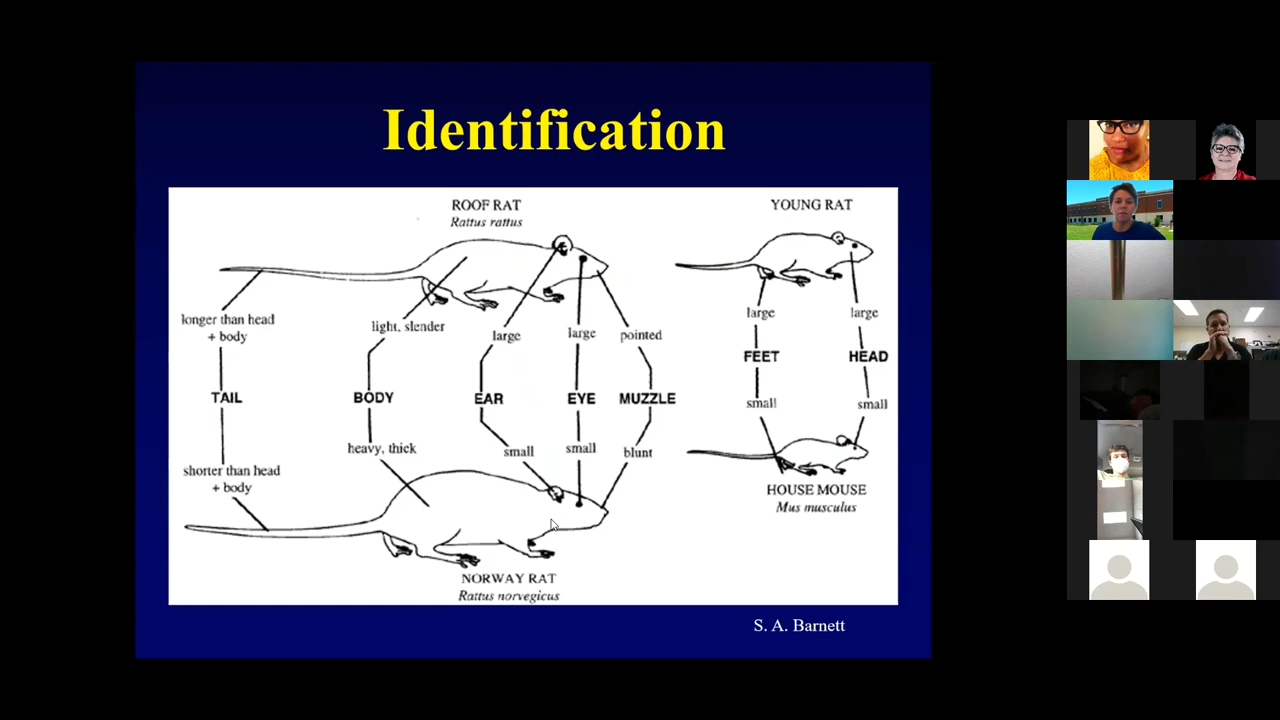 Identification
ROOF RAT
Rattus rattus
YOUNG RAT
longer than head
+ body
light, slender
large
large
pointed
large
large
TAIL
BODY
EAR
EYE
MUZZLE
FEET
HEAD
shorter than head
+ body
heavy, thick
small
small
blunt
small
small
NORWAY RAT
Rattus norvegicus
HOUSE MOUSE
Mus musculus
S. A. Barnett